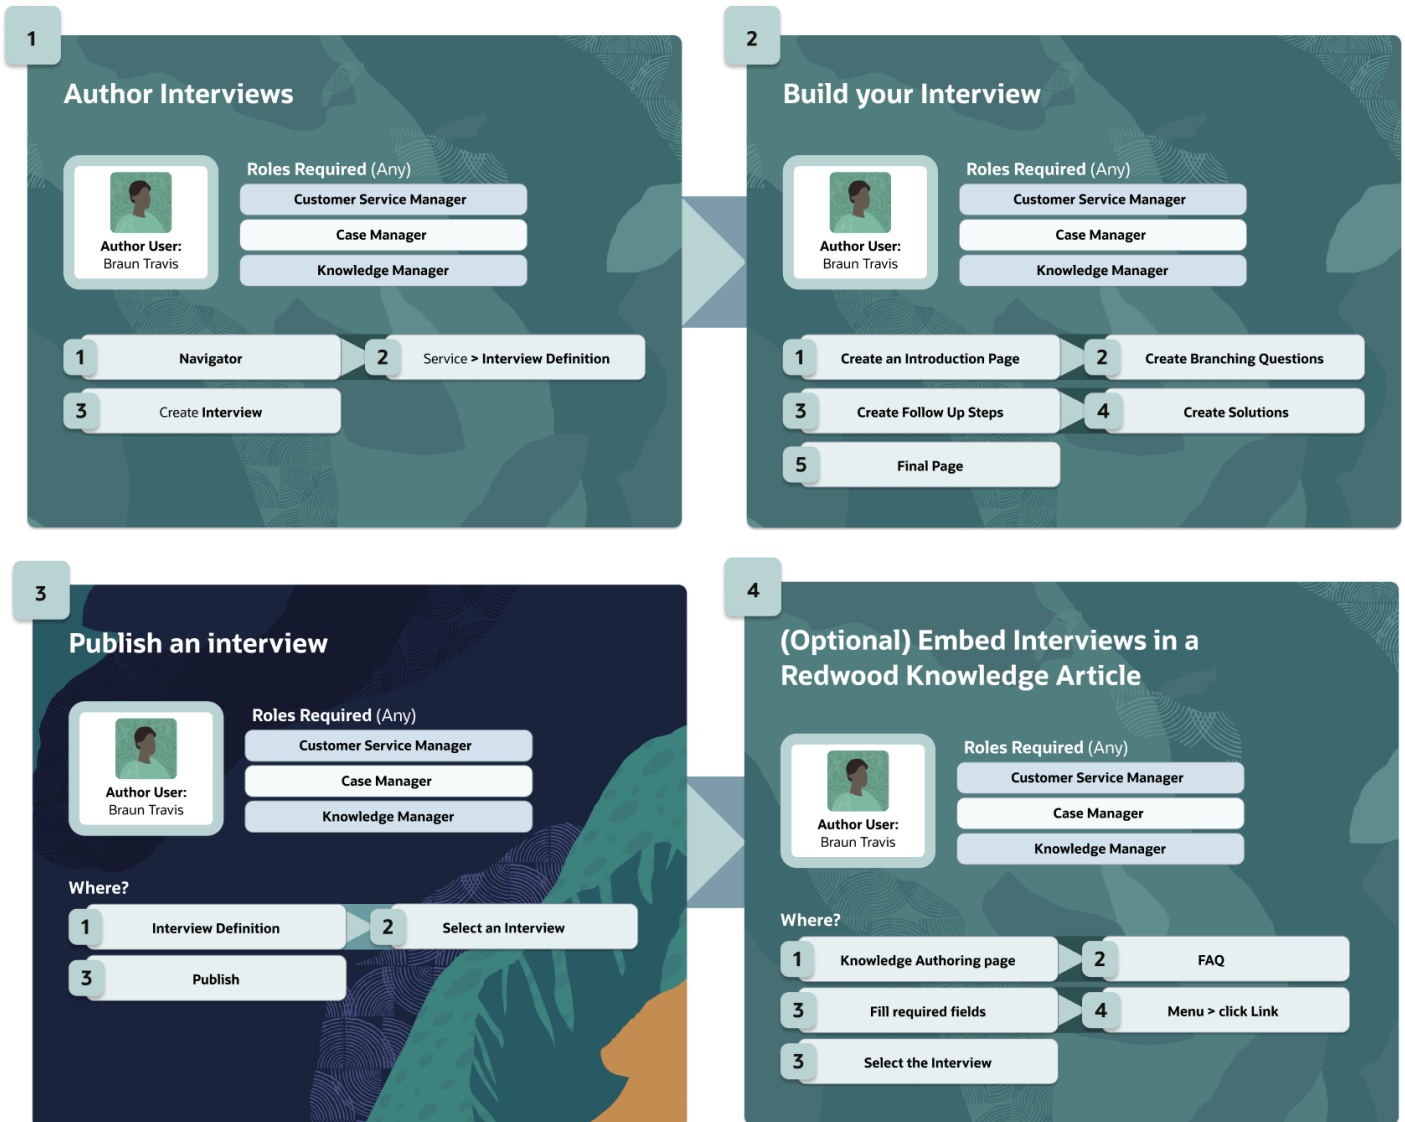 1
Author Interviews
Roles Required (Any)
Customer Service Manager
Case Manager
Knowledge Manager
Author User:
Braun Travis
1 Navigator
2 Service > Interview Definition
3 Create Interview
2
Build your Interview
Roles Required (Any)
Customer Service Manager
Case Manager
Knowledge Manager
Author User:
Braun Travis
1 Create an Introduction Page
2 Create Branching Questions
3 Create Follow Up Steps
4 Create Solutions
5 Final Page
3
Publish an interview
Roles Required (Any)
Customer Service Manager
Case Manager
Knowledge Manager
Author User:
Braun Travis
Where?
1 Interview Definition
2 Select an Interview
3 Publish
4
(Optional) Embed Interviews in a
Redwood Knowledge Article
Roles Required (Any)
Customer Service Manager
Case Manager
Knowledge Manager
Author User:
Braun Travis
Where?
1 Knowledge Authoring page
2 FAQ
3 Fill required fields
4 Menu > click Link
3 Select the Interview